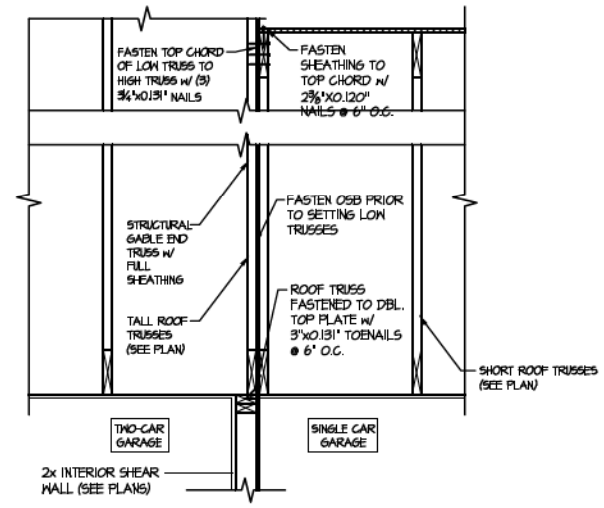 FASTEN TOP CHORD
OF LOW TRUSS TO
HIGH TRUSS W/ (3)
3/4"X0.131" NAILS
FASTEN
SHEATHING TO
TOP CHORD W/
2 3/8"X0.120"
NAILS @ 6" O.C.
STRUCTURAL
GABLE END
TRUSS W/
FULL
SHEATHING
FASTEN OSB PRIOR
TO SETTING LOW
TRUSSES
TALL ROOF
TRUSSES
(SEE PLAN)
ROOF TRUSS
FASTENED TO DBL.
TOP PLATE W/
3"X0.131" TOENAILS
@ 6" O.C.
SHORT ROOF TRUSSES
(SEE PLAN)
TWO-CAR
GARAGE
SINGLE CAR
GARAGE
2x INTERIOR SHEAR
WALL (SEE PLANS)